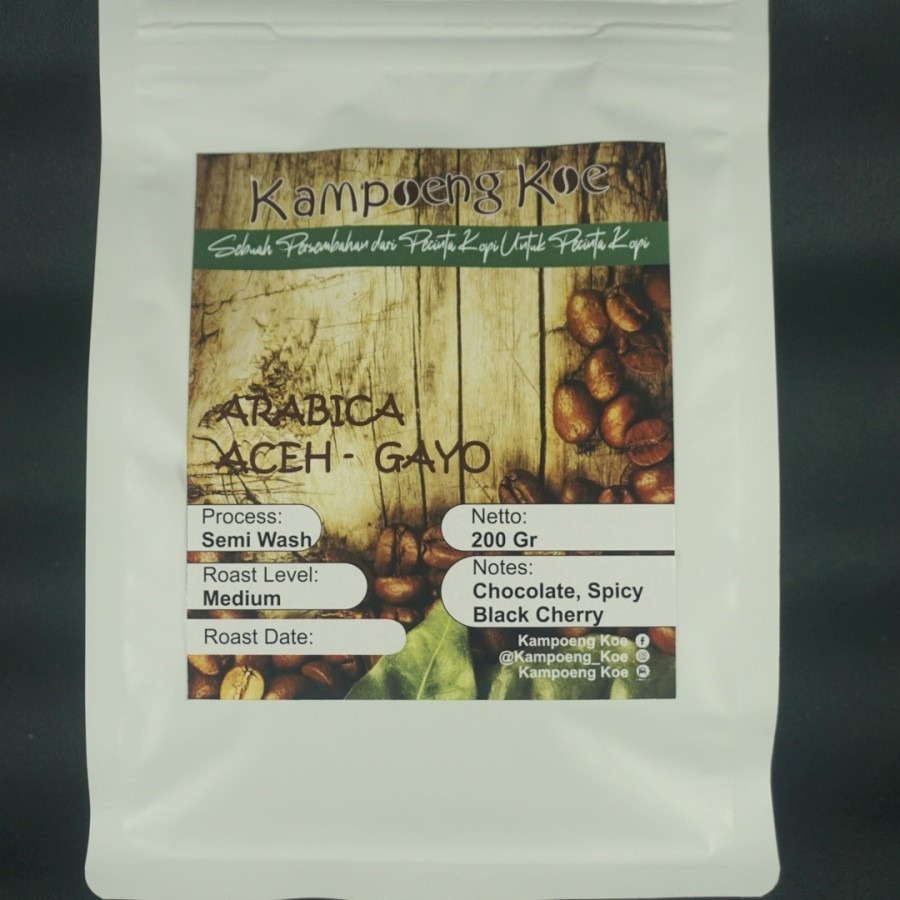 Kampoeng Koe
Sebuah Persembahan dari Pecinta Kopi Untuk Pecinta Kopi
ARABICA
ACEH - GAYO
Process:
Semi Wash
Roast Level:
Medium
Roast Date:
Netto:
200 Gr
Notes:
Chocolate, Spicy
Black Cherry
Kampoeng Koe
@Kampoeng_Koe
Kampoeng Koe